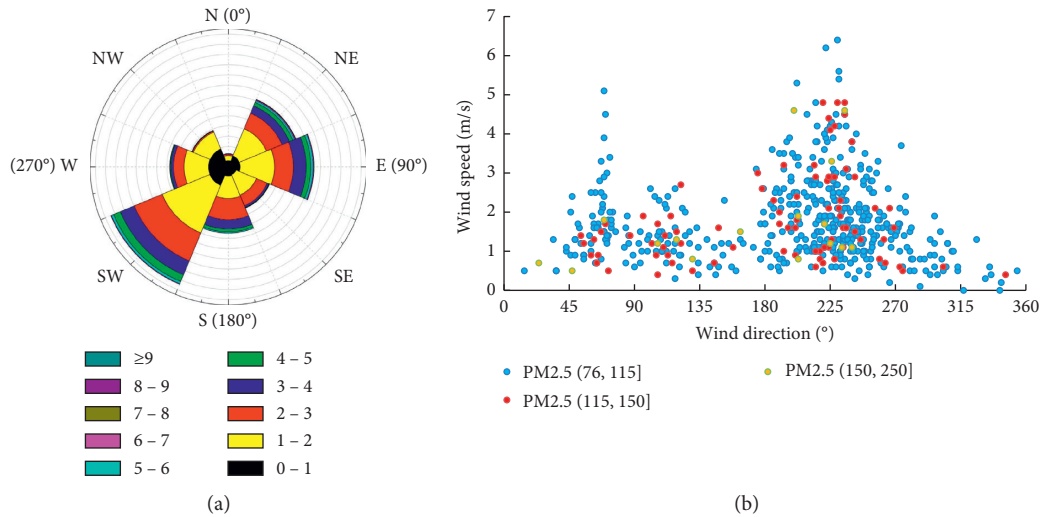 N (0°)
NW
NE
(270°) W
E (90°)
SW
SE
S (180°)
≥9
8 – 9
7 – 8
6 – 7
5 – 6
4 – 5
3 – 4
2 – 3
1 – 2
0 – 1
(a)
7
6
5
4
3
2
1
0
Wind speed (m/s)
0
45
90
135
180
225
270
315
360
Wind direction (°)
PM2.5 (76, 115]
PM2.5 (115, 150]
PM2.5 (150, 250]
(b)